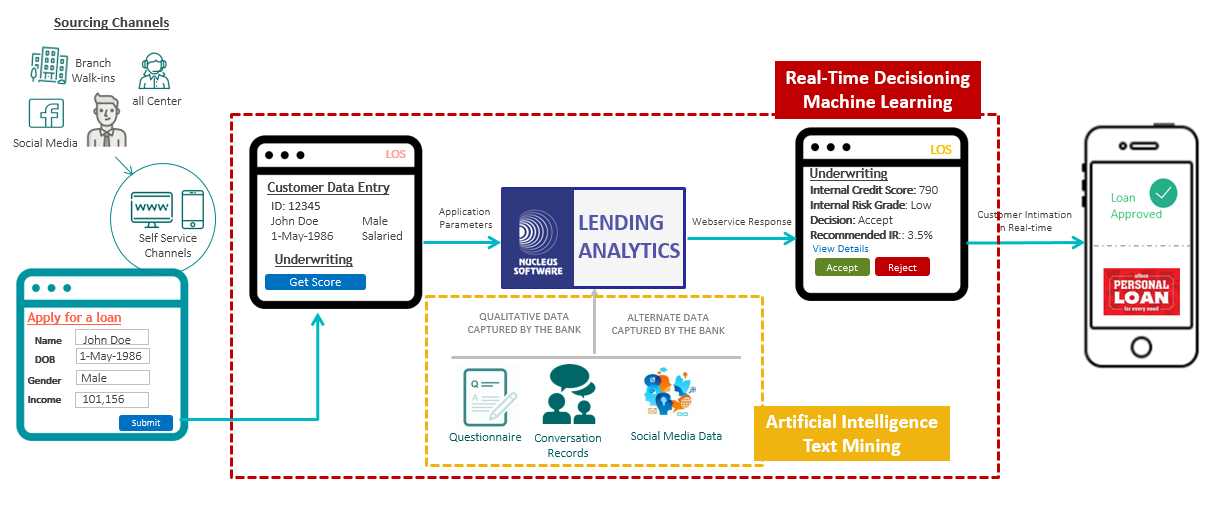 Sourcing Channels
Branch
Walk-ins
all Center
Social Media
www
Self Service
Channels
Apply for a loan
Name John Doe
DOB 1-May-1986
Gender Male
Income 101,156
Submit
LOS
Customer Data Entry
ID: 12345
John Doe Male
1-May-1986 Salaried
Underwriting
Get Score
Application
Parameters
NUCLEUS
SOFTWARE
LENDING
ANALYTICS
Webservice Response
QUALITATIVE DATA
CAPTURED BY THE BANK
ALTERNATE DATA
CAPTURED BY THE BANK
Q
A
Questionnaire
Conversation
Records
Social Media Data
Artificial Intelligence
Text Mining
Real-Time Decisioning
Machine Learning
LOS
Underwriting
Internal Credit Score: 790
Internal Risk Grade: Low
Decision: Accept
Recommended IR:: 3.5%
View Details
Accept Reject
Customer Intimation
in Real-time
Loan
Approved
offers
PERSONAL
LOAN
for every need